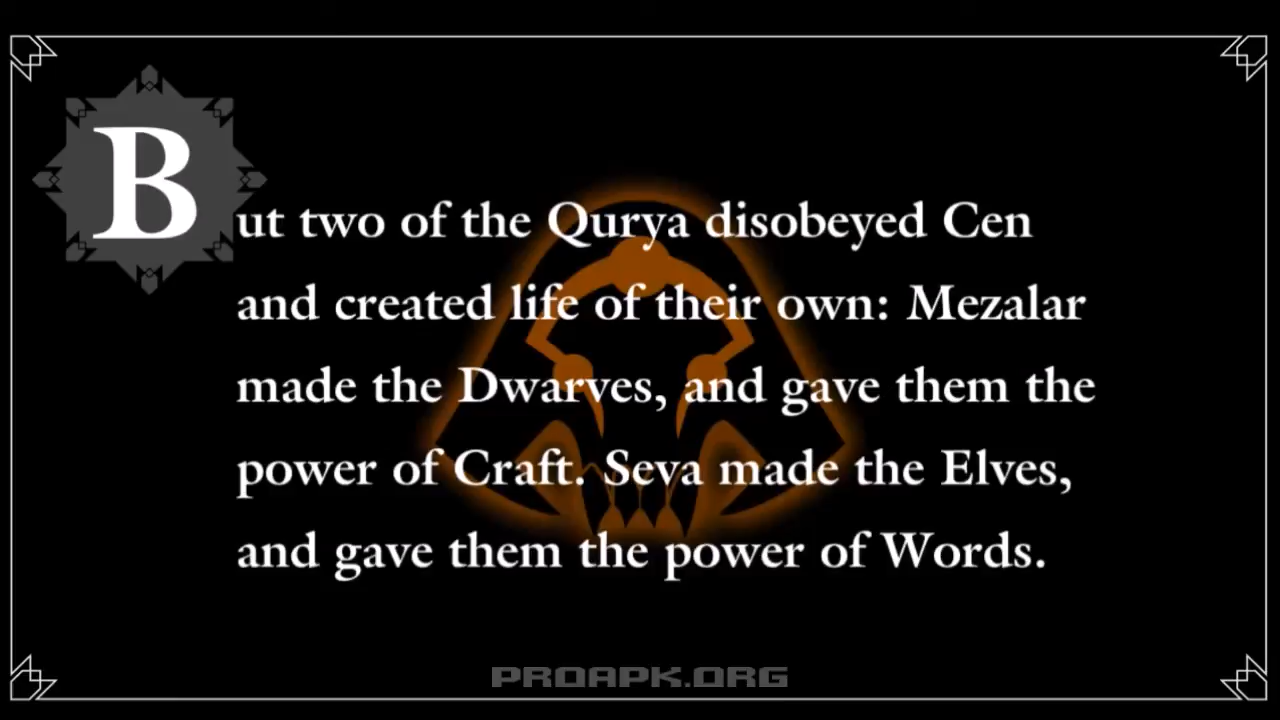 But two of the Qurya disobeyed Cen
and created life of their own: Mezalar
made the Dwarves, and gave them the
power of Craft. Seva made the Elves,
and gave them the power of Words.
PROAPK.ORG